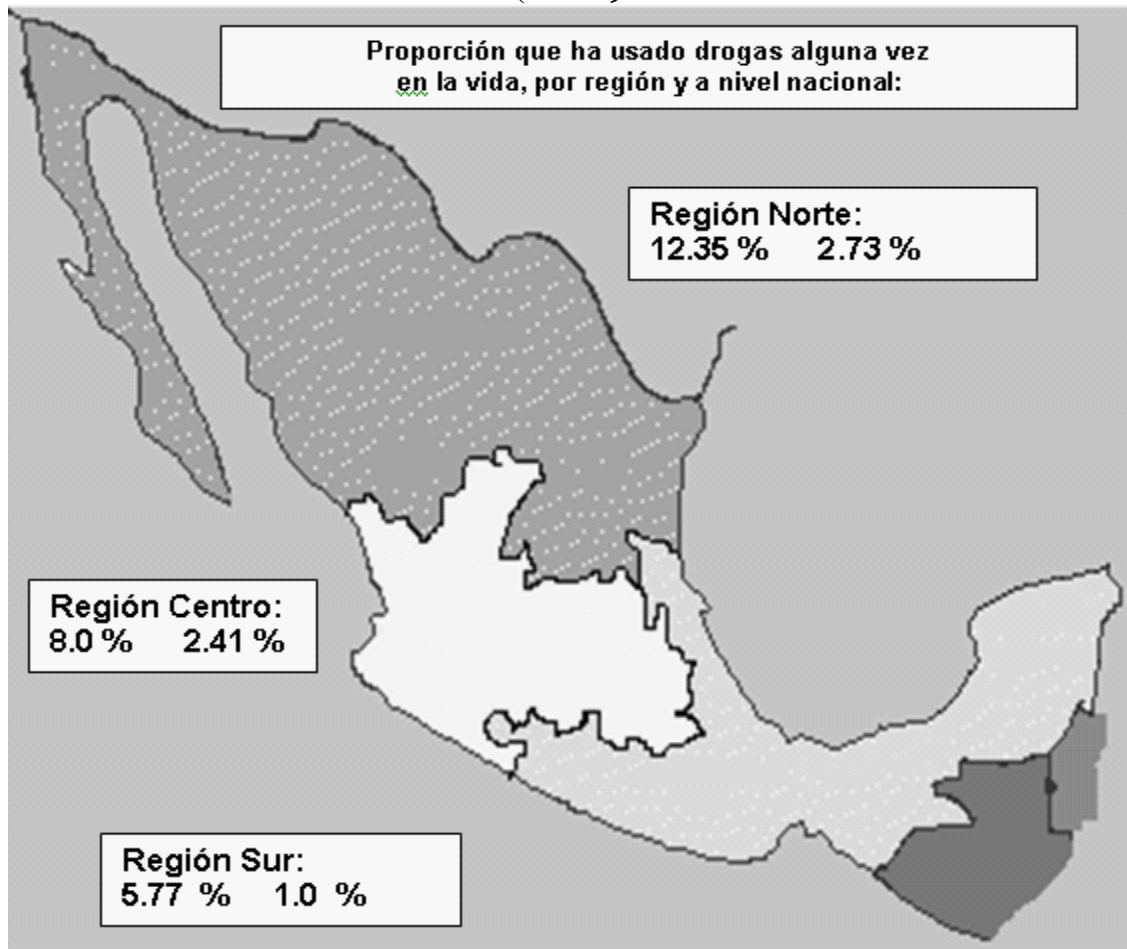 Proporción que ha usado drogas alguna vez
en la vida, por región y a nivel nacional:
Región Norte:
12.35 % 2.73 %
Región Centro:
8.0 % 2.41 %
Región Sur:
5.77 % 1.0 %